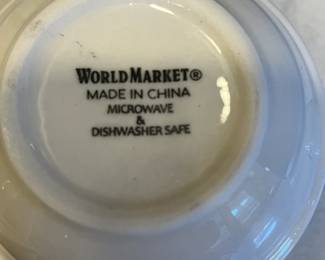 WORLD MARKET®
MADE IN CHINA
MICROWAVE
&
DISHWASHER SAFE